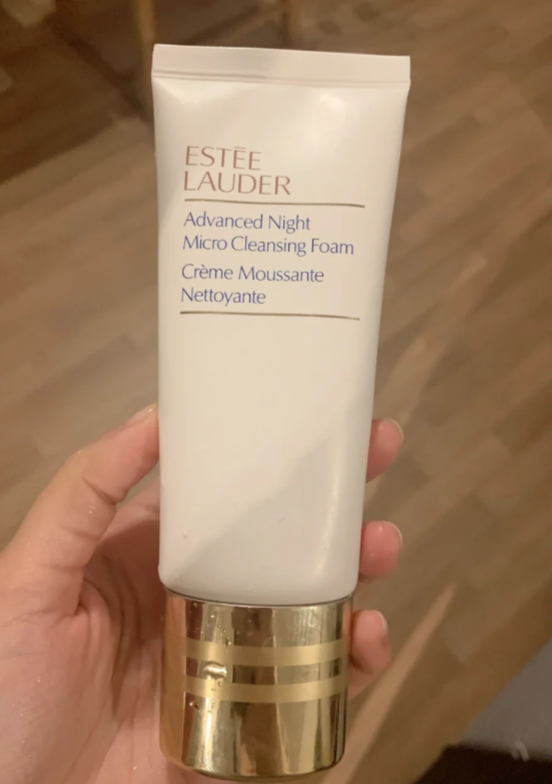 ESTĒE
LAUDER
Advanced Night
Micro Cleansing Foam
Crème Moussante
Nettoyante